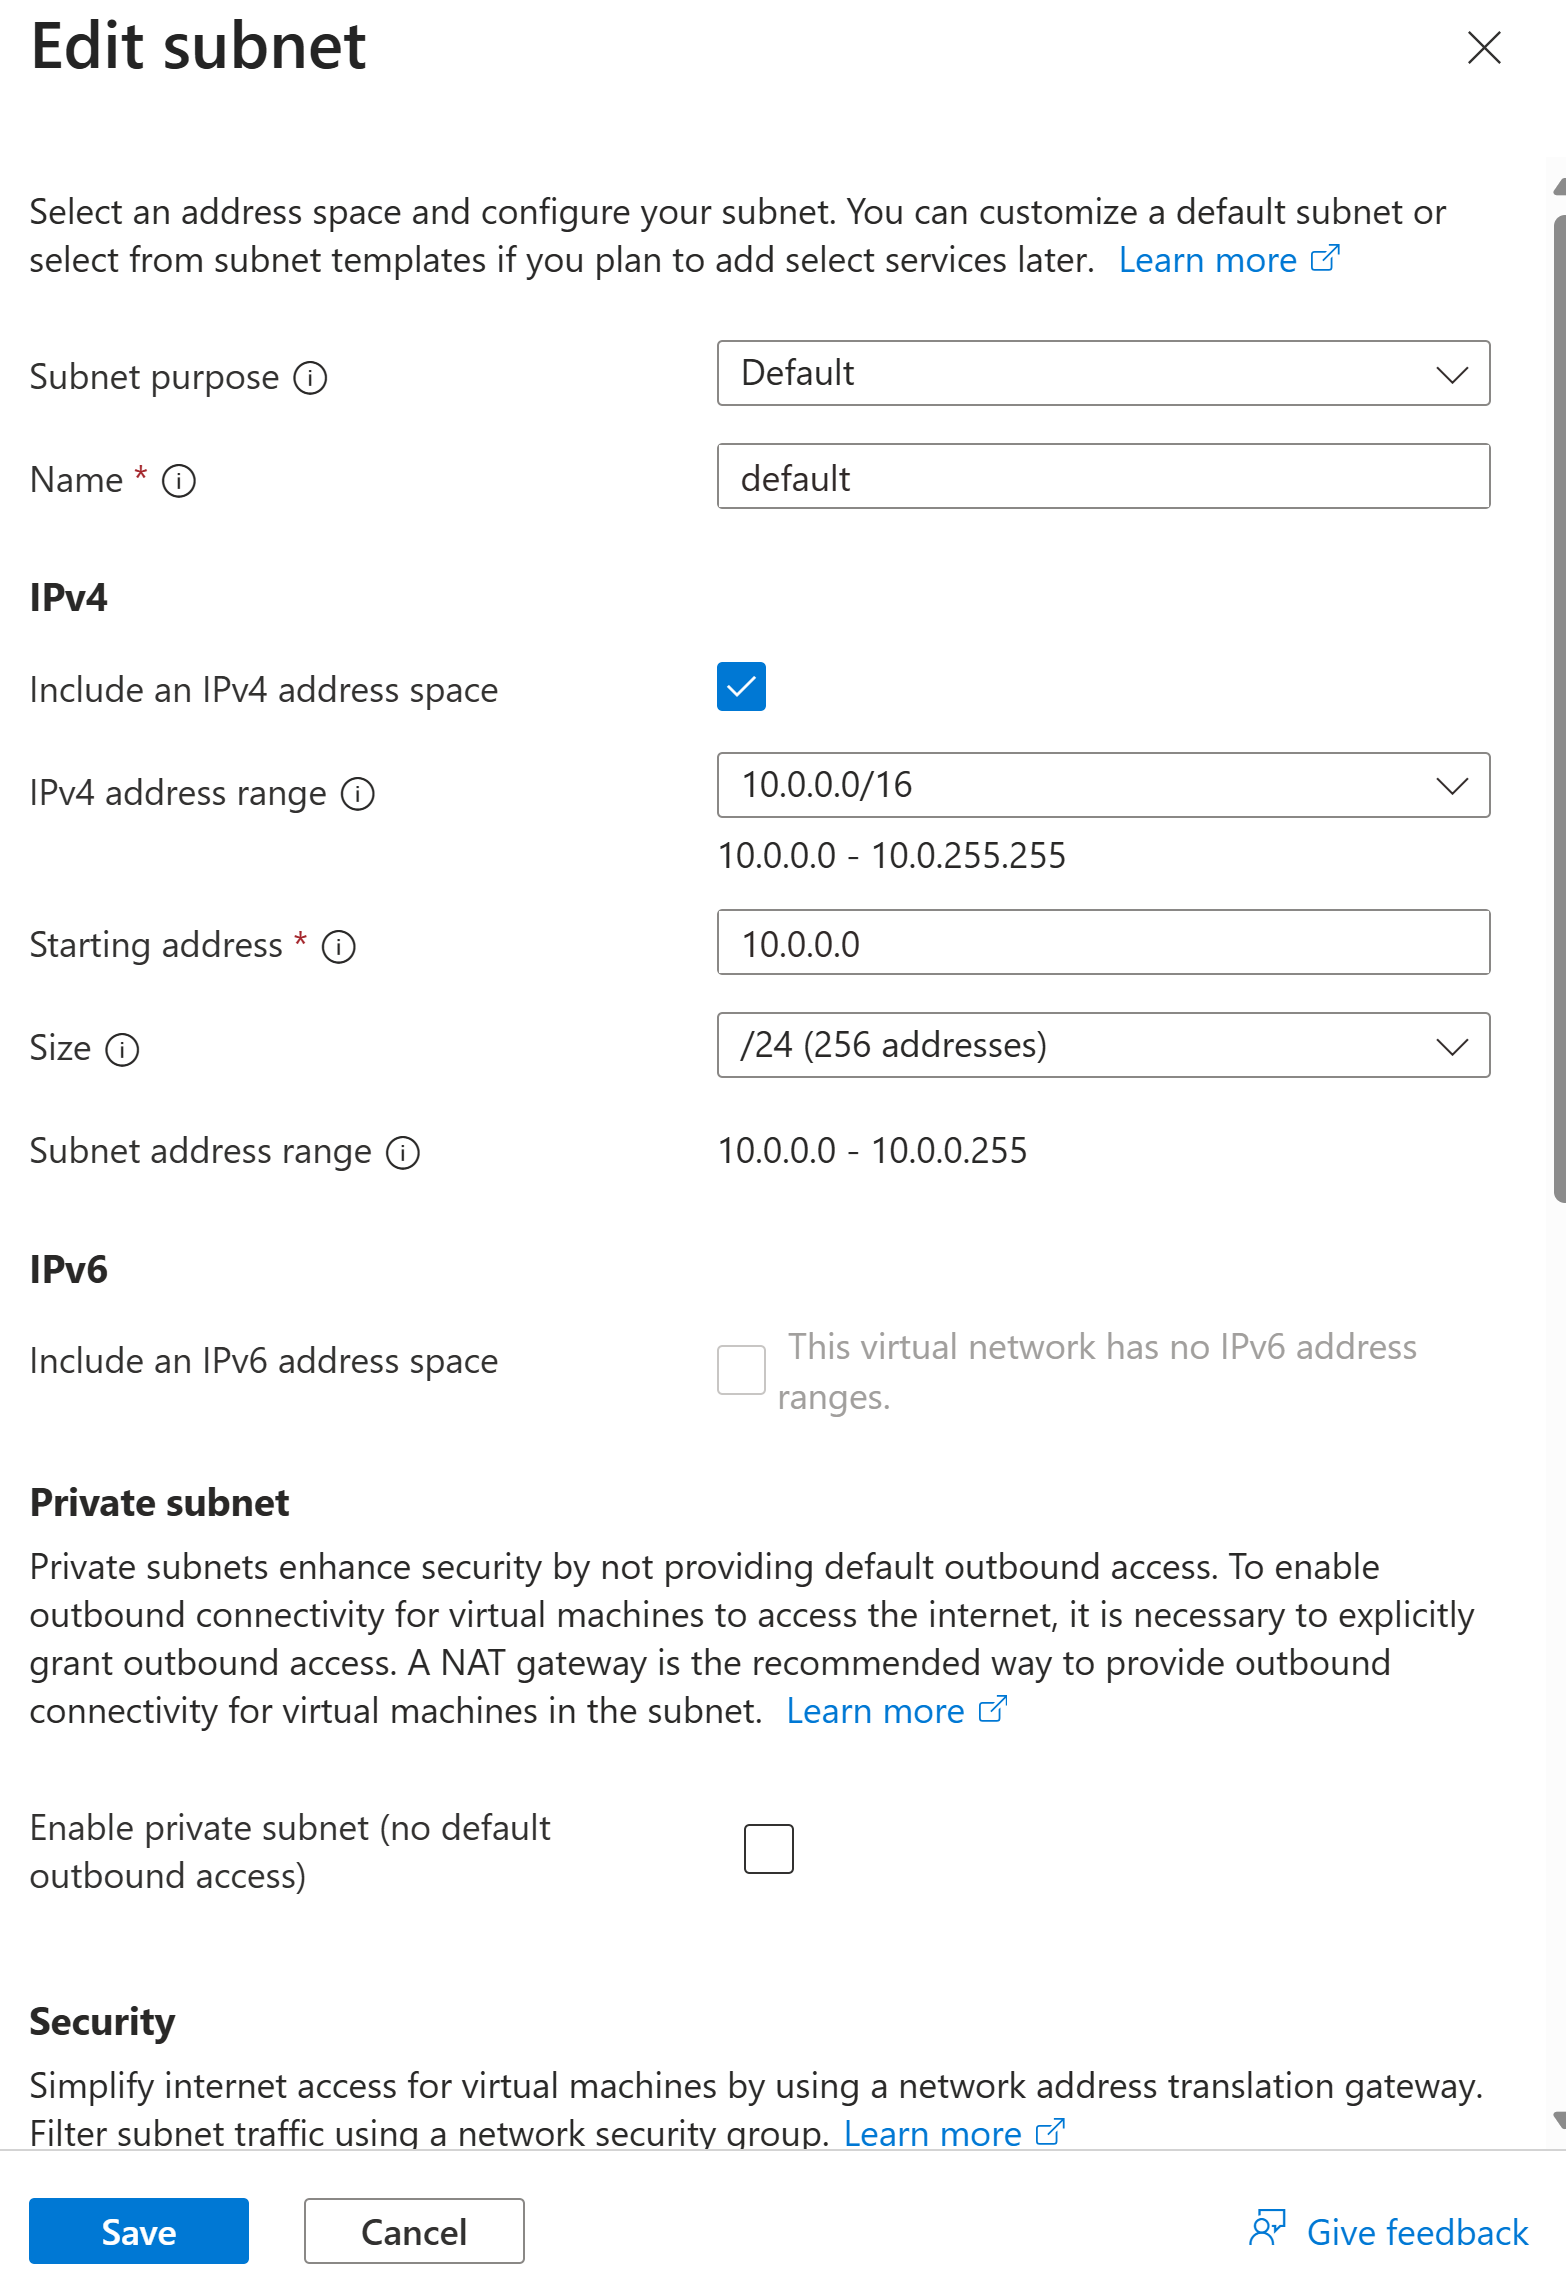 Edit subnet
Select an address space and configure your subnet. You can customize a default subnet or
select from subnet templates if you plan to add select services later. Learn more
Subnet purpose
Default
Name *
default
IPv4
Include an IPv4 address space
IPv4 address range
10.0.0.0/16
10.0.0.0 - 10.0.255.255
Starting address *
10.0.0.0
Size
/24 (256 addresses)
Subnet address range
10.0.0.0 - 10.0.0.255
IPv6
Include an IPv6 address space
This virtual network has no IPv6 address
ranges.
Private subnet
Private subnets enhance security by not providing default outbound access. To enable
outbound connectivity for virtual machines to access the internet, it is necessary to explicitly
grant outbound access. A NAT gateway is the recommended way to provide outbound
connectivity for virtual machines in the subnet. Learn more
Enable private subnet (no default
outbound access)
Security
Simplify internet access for virtual machines by using a network address translation gateway.
Filter subnet traffic using a network security group. Learn more
Save
Cancel
Give feedback